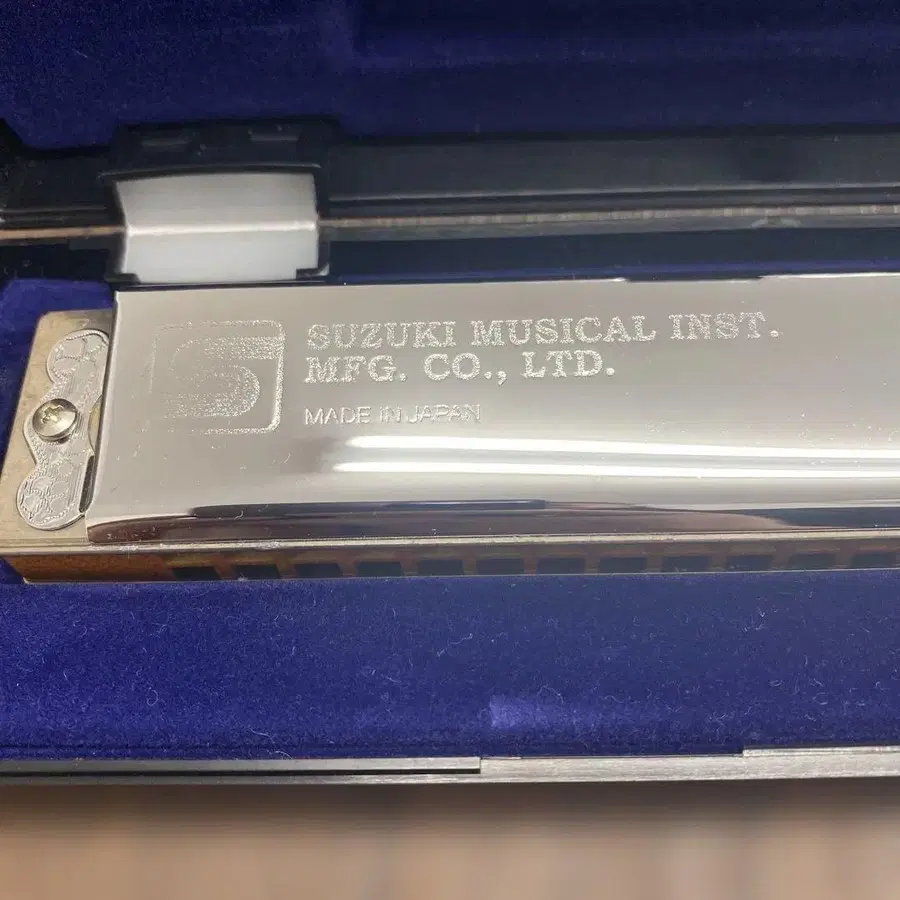 S
SUZUKI MUSICAL INST.
MFG. CO., LTD.
MADE IN JAPAN